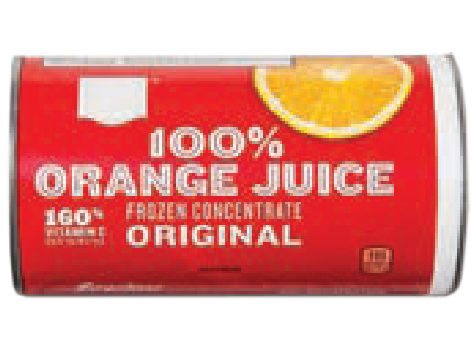 100%
ORANGE JUICE
160%
VITAMIN C
FROZEN CONCENTRATE
ORIGINAL